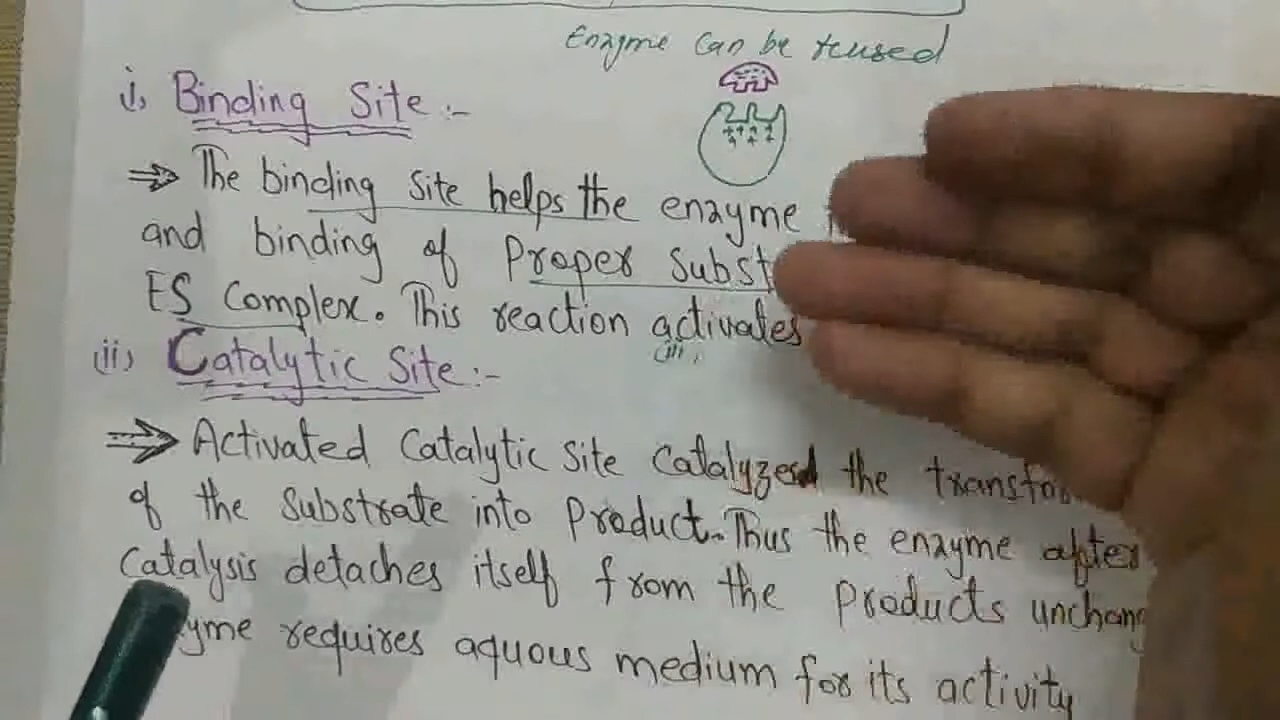 Enzyme Can be reused
i, Binding Site:-
⇒ The binding site helps the enzyme
and binding of Proper
ES Complex. This reaction activates
(ii) Catalytic Site:-
⇒ Activated Catalytic Site Catalyzed the
of the Substrate into Product. Thus the enzyme after
Catalysis detaches itself from the Products
requires aquous medium for its activity